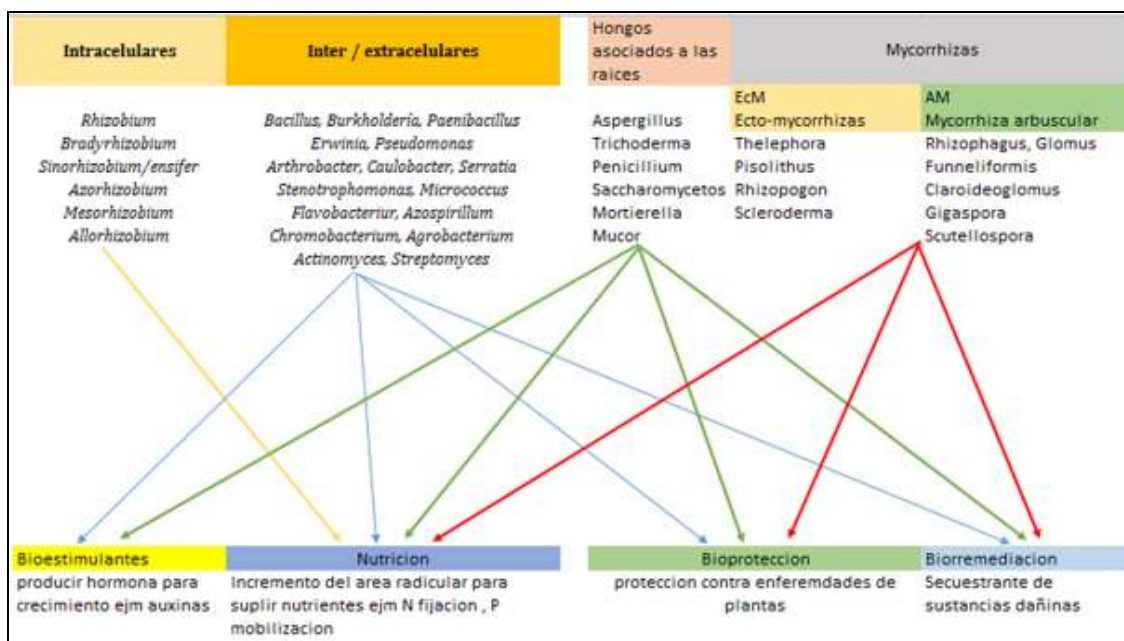 Intracelulares
Rhizobium
Bradyrhizobium
Sinorhizobium/ensifer
Azorhizobium
Mesorhizobium
Allorhizobium
Inter / extracelulares
Bacillus, Burkholdería, Paenibacillus
Erwinia, Pseudomonas
Arthrobacter, Caulobacter, Serratia
Stenotrophomonas, Micrococcus
Flavobacteriur, Azospirillum
Chromobacterium, Agrobacterium
Actinomyces, Streptomyces
Hongos
asociados a las
raices
Aspergillus
Trichoderma
Penicillium
Saccharomycetos
Mortierella
Mucor
Mycorrhizas
EcM
Ecto-mycorrhizas
Thelephora
Pisolithus
Rhizopogon
Scleroderma
AM
Mycorrhiza arbuscular
Rhizophagus, Glomus
Funneliformis
Claroideoglomus
Gigaspora
Scutellospora
Bioestimulantes
producir hormona para
crecimiento ejm auxinas
Nutricion
Incremento del area radicular para
suplir nutrientes ejm N fijacion , P
mobilizacion
Bioproteccion
proteccion contra enferemdades de
plantas
Biorremediacion
Secuestrante de
sustancias dañinas